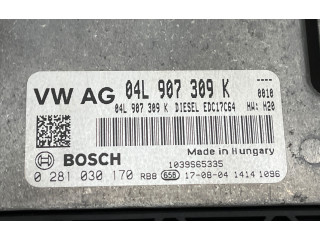 VW AG 04L 907 309 K ----
04L 907 309 K DIESEL EDC17C64 HW: H20
0010
Made in Hungary
BOSCH 1039S65335
0 281 030 170 RB8 658 17-08-04 1414 1096